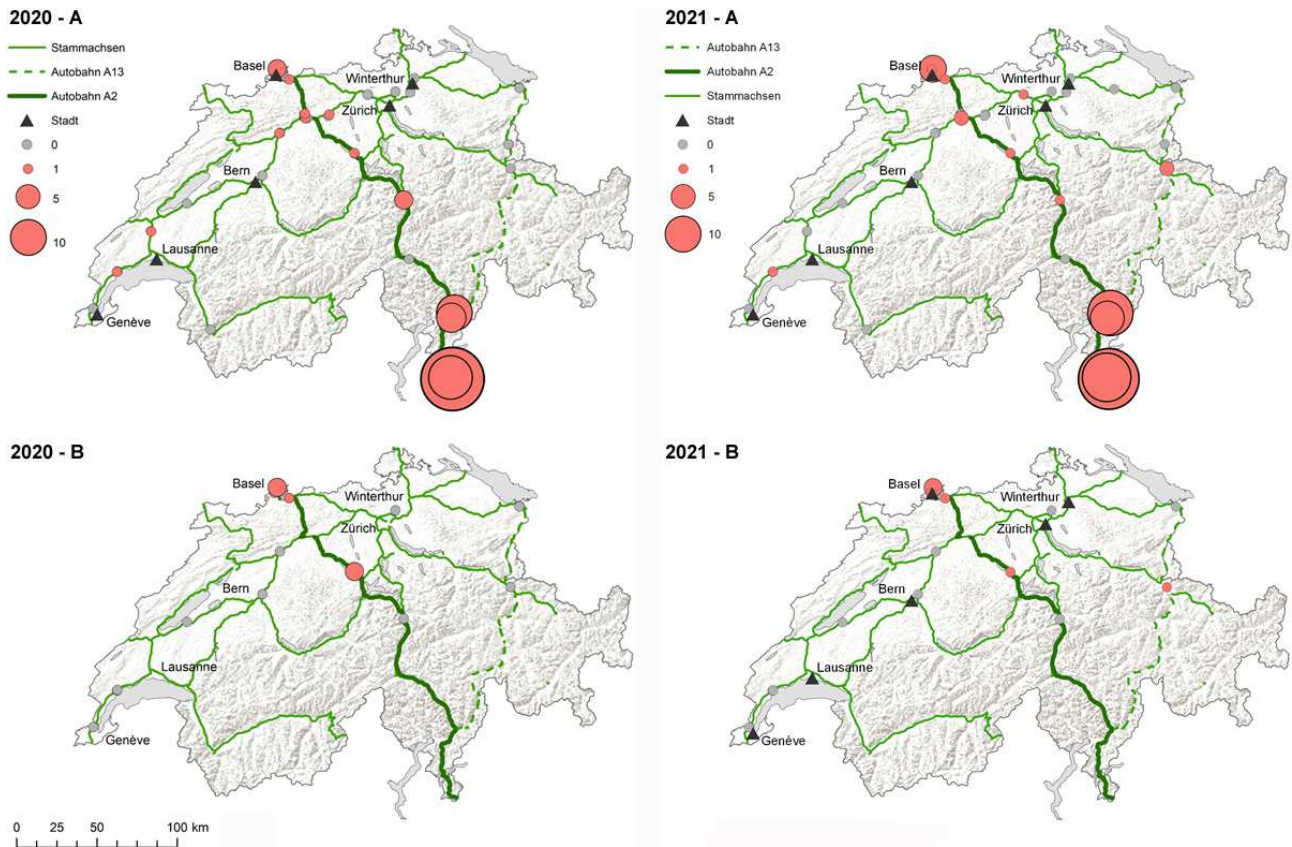 2020 - A
Stammachsen
Autobahn A13
Autobahn A2
Stadt
0
1
5
10
Basel
Winterthur
Zürich
Bern
Lausanne
Genève
2021 - A
Autobahn A13
Autobahn A2
Stammachsen
Stadt
0
1
5
10
Basel
Winterthur
Zürich
Bern
Lausanne
Genève
2020 - B
Basel
Winterthur
Zürich
Bern
Lausanne
Genève
0 25 50 100 km
2021 - B
Basel
Winterthur
Zürich
Bern
Lausanne
Genève